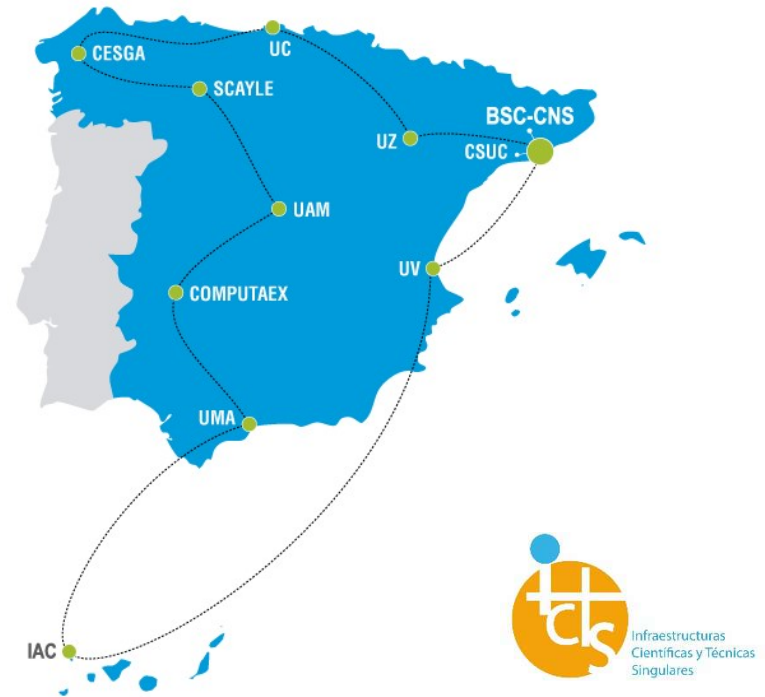 CESGA
UC
SCAYLE
BSC-CNS
UZ
CSUC
UAM
UV
COMPUTAEX
UMA
IAC
icts
Infraestructuras
Científicas y Técnicas
Singulares